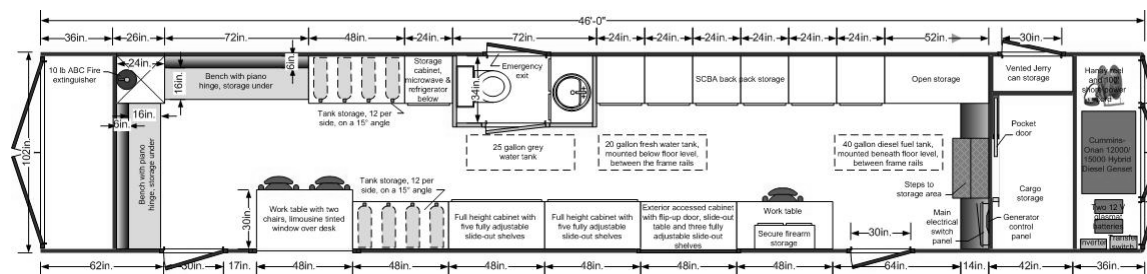 46'-0"
36in.
26in.
72in.
48in.
24in.
72in.
24in.
24in.
24in.
24in.
24in.
24in.
52in.
30in.
10 lb ABC Fire
extinguisher
24in.
16in.
6in.
Bench with piano
hinge, storage under
Storage
cabinet,
microwave &
refrigerator
below
34in.
Emergency
exit
SCBA back pack storage
Open storage
Vented Jerry
can storage
16in.
6in.
Tank storage, 12 per
side, on a 15° angle
102in.
Bench with piano
hinge, storage under
25 gallon grey
water tank
20 gallon fresh water tank,
mounted below floor level,
between the frame rails
40 gallon diesel fuel tank,
mounted beneath floor level,
between frame rails
Pocket
door
Cummins-
Onan 12000/
15000 Hybrid
Diesel Genset
Tank storage, 12 per
side, on a 15° angle
30in.
Work table with two
chairs, limousine tinted
window over desk
Full height cabinet with
five fully adjustable
slide-out shelves
Full height cabinet with
five fully adjustable
slide-out shelves
Exterior accessed cabinet
with flip-up door, slide-out
table and three fully
adjustable slide-out
shelves
Work table
Secure firearm
storage
30in.
Steps to
storage area
Main
electrical
switch
panel
Cargo
storage
Generator
control panel
Two 12 V
batteries
Inverter
Transfer
switch
62in.
30in.
17in.
48in.
48in.
48in.
48in.
48in.
48in.
64in.
14in.
42in.
36in.